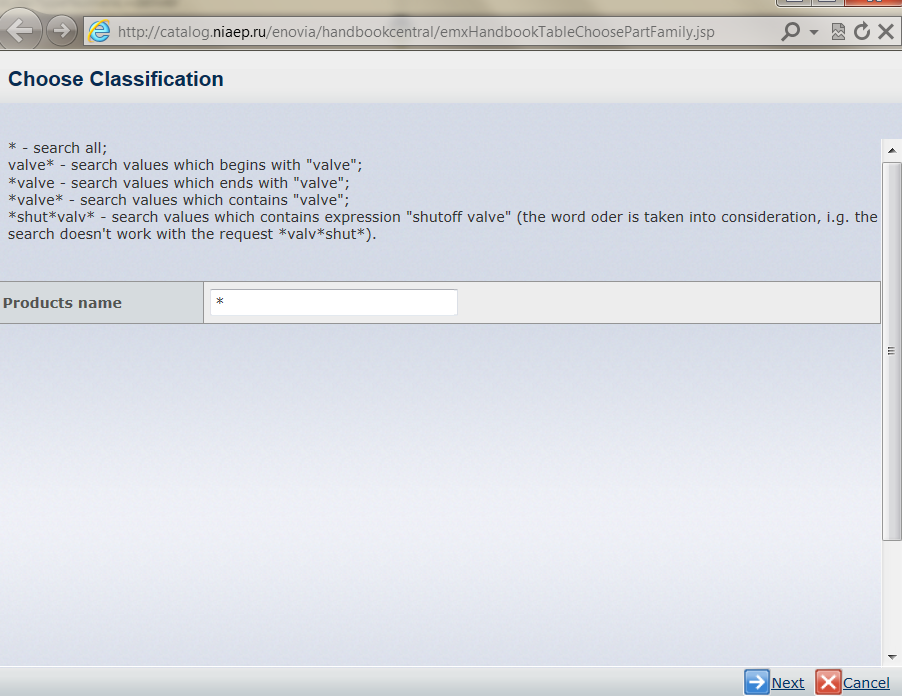 http://catalog.niaep.ru/enovia/handbookcentral/emxHandbookTableChoosePartFamily.jsp
Choose Classification
* - search all;
valve* - search values which begins with "valve";
*valve - search values which ends with "valve";
*valve* - search values which contains "valve";
*shut*valv* - search values which contains expression "shutoff valve" (the word oder is taken into consideration, i.g. the
search doesn't work with the request *valv*shut*).
Products name
*
Next
Cancel